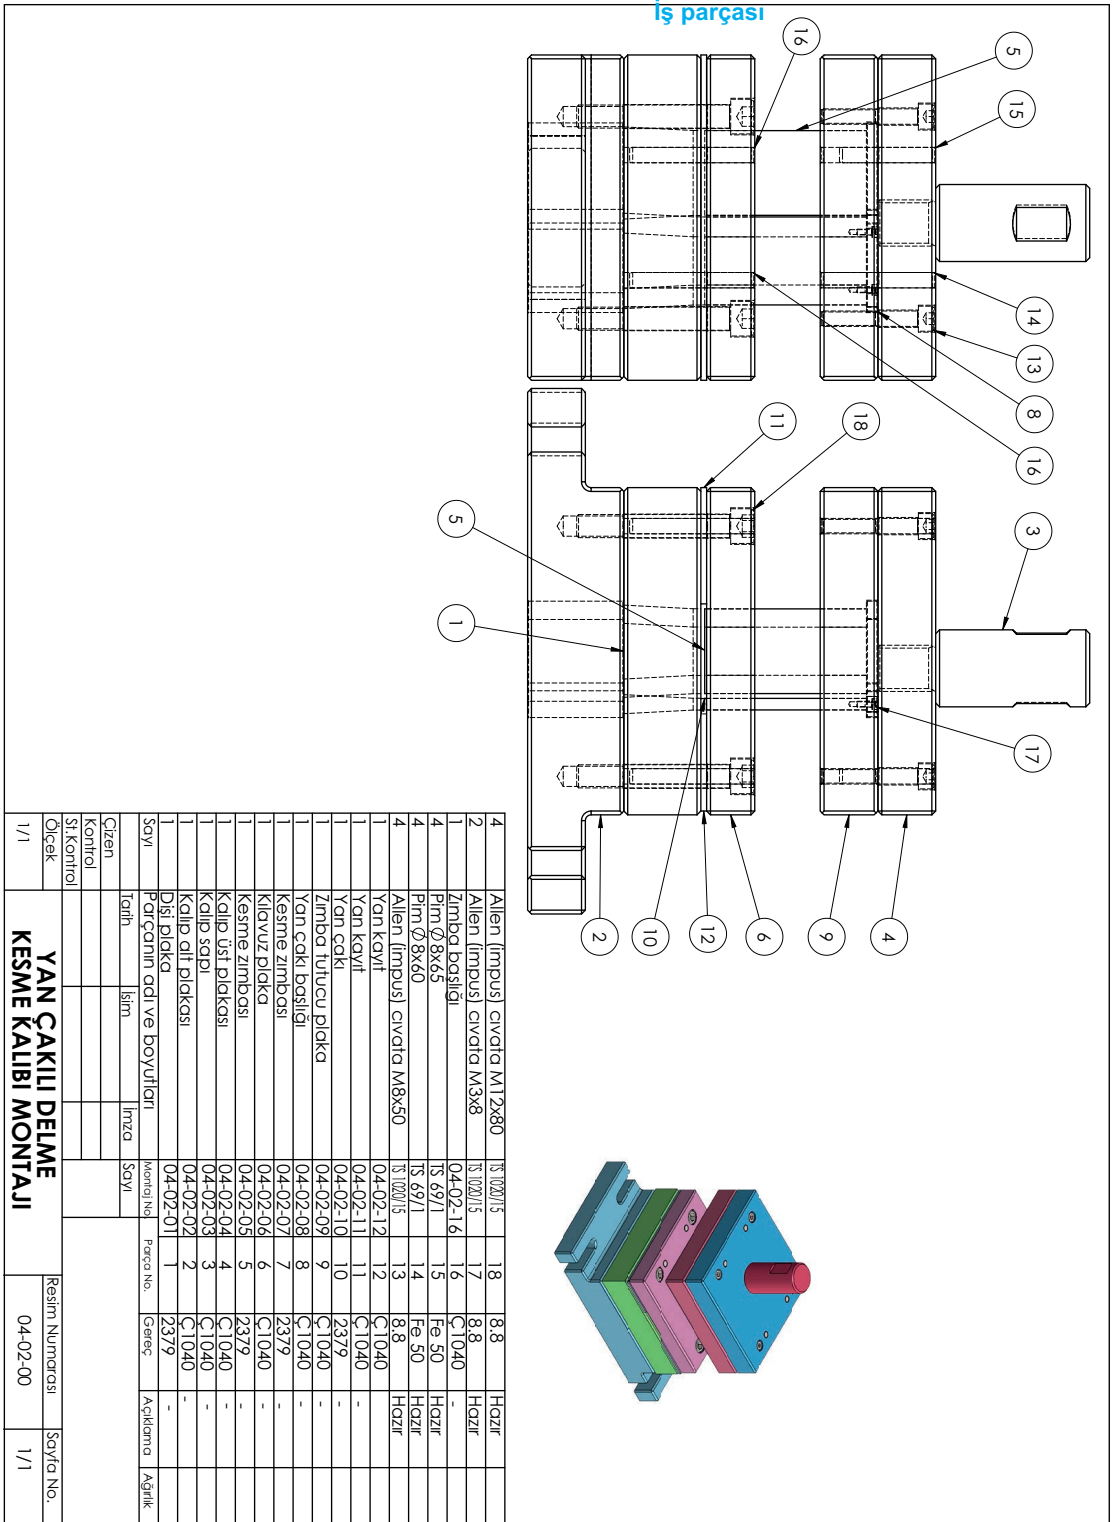 İş parçası
16
5
15
14
13
8
16
11
18
5
3
1
17
2
10
12
6
9
4
4 Allen (impus) cıvata M12x80 TS 1020/15 18 8.8 Hazır
2 Allen (impus) cıvata M3x8 TS 1020/15 17 8.8 Hazır
1 Zımba başlığı 04-02-16 16 Ç1040 -
4 Pim Ø8x65 TS 69/1 15 Fe 50 Hazır
4 Pim Ø8x60 TS 69/1 14 Fe 50 Hazır
4 Allen (impus) cıvata M8x50 TS 1020/15 13 8.8 Hazır
1 Yan kayıt 04-02-12 12 Ç1040 -
1 Yan kayıt 04-02-11 11 Ç1040 -
1 Yan çakı 04-02-10 10 2379 -
1 Zımba tutucu plaka 04-02-09 9 Ç1040 -
1 Yan çakı başlığı 04-02-08 8 Ç1040 -
1 Kesme zımbası 04-02-07 7 2379 -
1 Kılavuz plaka 04-02-06 6 Ç1040 -
1 Kesme zımbası 04-02-05 5 2379 -
1 Kalıp üst plakası 04-02-04 4 Ç1040 -
1 Kalıp sapı 04-02-03 3 Ç1040 -
1 Kalıp alt plakası 04-02-02 2 Ç1040 -
1 Dişi plaka 04-02-01 1 2379 -
Sayı Parçanın adı ve boyutları Montaj No. Parça No. Gereç Açıklama Ağırlık
Tarih İsim İmza Sayı
Çizen
Kontrol
St.Kontrol
Ölçek
1/1
YAN ÇAKILI DELME
KESME KALIBI MONTAJI
Resim Numarası
04-02-00
Sayfa No.
1/1